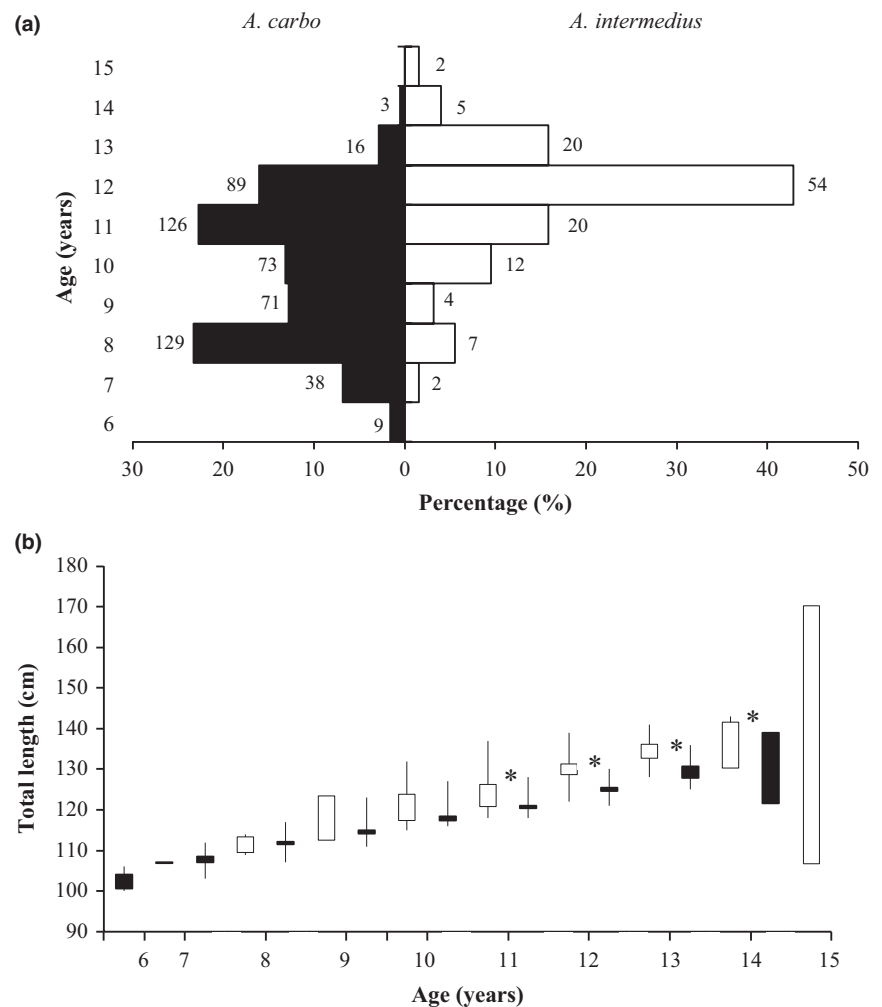 (a)
A. carbo A. intermedius
15 2
14 3 5
13 16 20
12 89 54
11 126 20
10 73 12
9 71 4
8 129 7
7 38 2
6 9
Age (years)
30 20 10 0 10 20 30 40 50
Percentage (%)
(b)
180
170
160
150
140 *
130 * * *
120
110
100
90
Total length (cm)
6 7 8 9 10 11 12 13 14 15
Age (years)